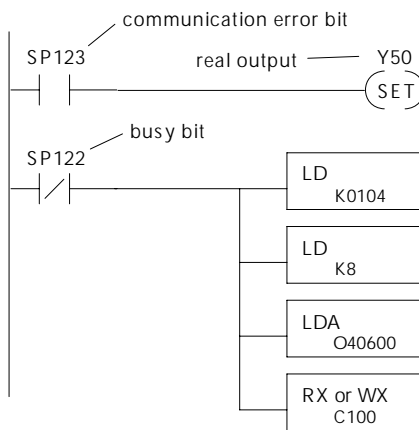 communication error bit
SP123
real output
Y50
SET
busy bit
SP122
LD
K0104
LD
K8
LDA
O40600
RX or WX
C100